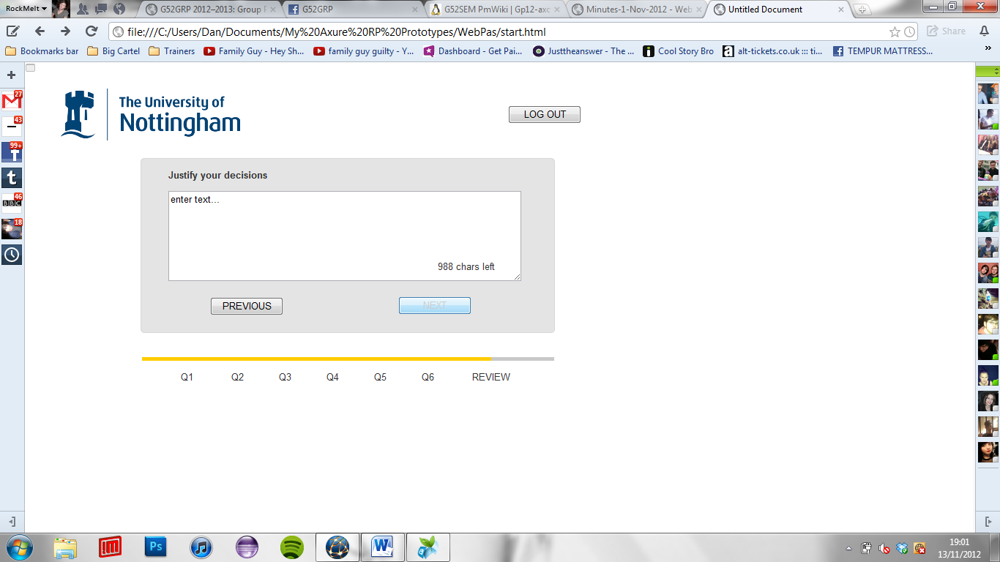 RockMelt
G52GRP 2012–2013: Group P
G52GRP
G52SEM PmWiki | Gp12-axc
Minutes-1-Nov-2012 - Web
Untitled Document
file:///C:/Users/Dan/Documents/My%20Axure%20RP%20Prototypes/WebPas/start.html
Share
Bookmarks bar
Big Cartel
Trainers
Family Guy - Hey Sh...
family guy guilty - Y...
Dashboard - Get Pai...
Justtheanswer - The ...
Cool Story Bro
alt-tickets.co.uk ::: ti...
TEMPUR MATTRESS...
27
43
99+
46
BBC
18
The University of
Nottingham
LOG OUT
Justify your decisions
enter text...
988 chars left
PREVIOUS
NEXT
Q1 Q2 Q3 Q4 Q5 Q6 REVIEW
Ps
19:01
13/11/2012